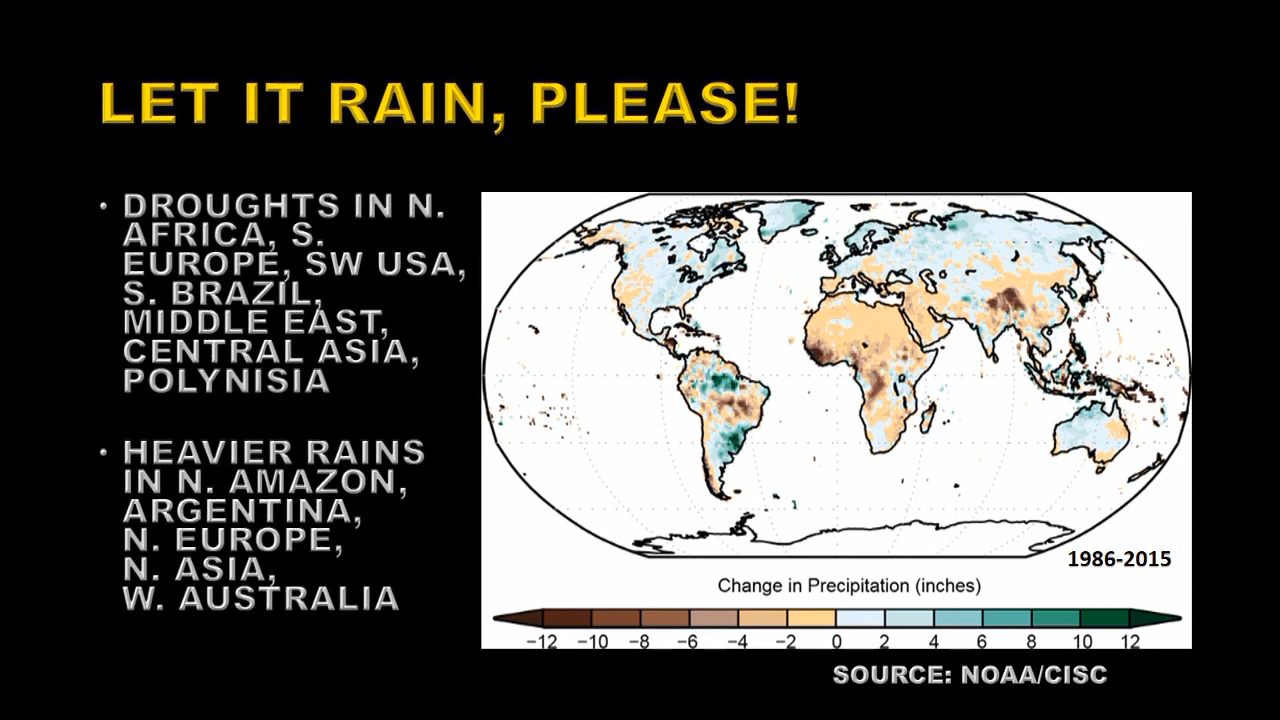 LET IT RAIN, PLEASE!
• DROUGHTS IN N.
AFRICA, S.
EUROPE, SW USA,
S. BRAZIL,
MIDDLE EAST,
CENTRAL ASIA,
POLYNISIA
• HEAVIER RAINS
IN N. AMAZON,
ARGENTINA,
N. EUROPE,
N. ASIA,
W. AUSTRALIA
1986-2015
Change in Precipitation (inches)
−12 −10 −8 −6 −4 −2 0 2 4 6 8 10 12
SOURCE: NOAA/CISC